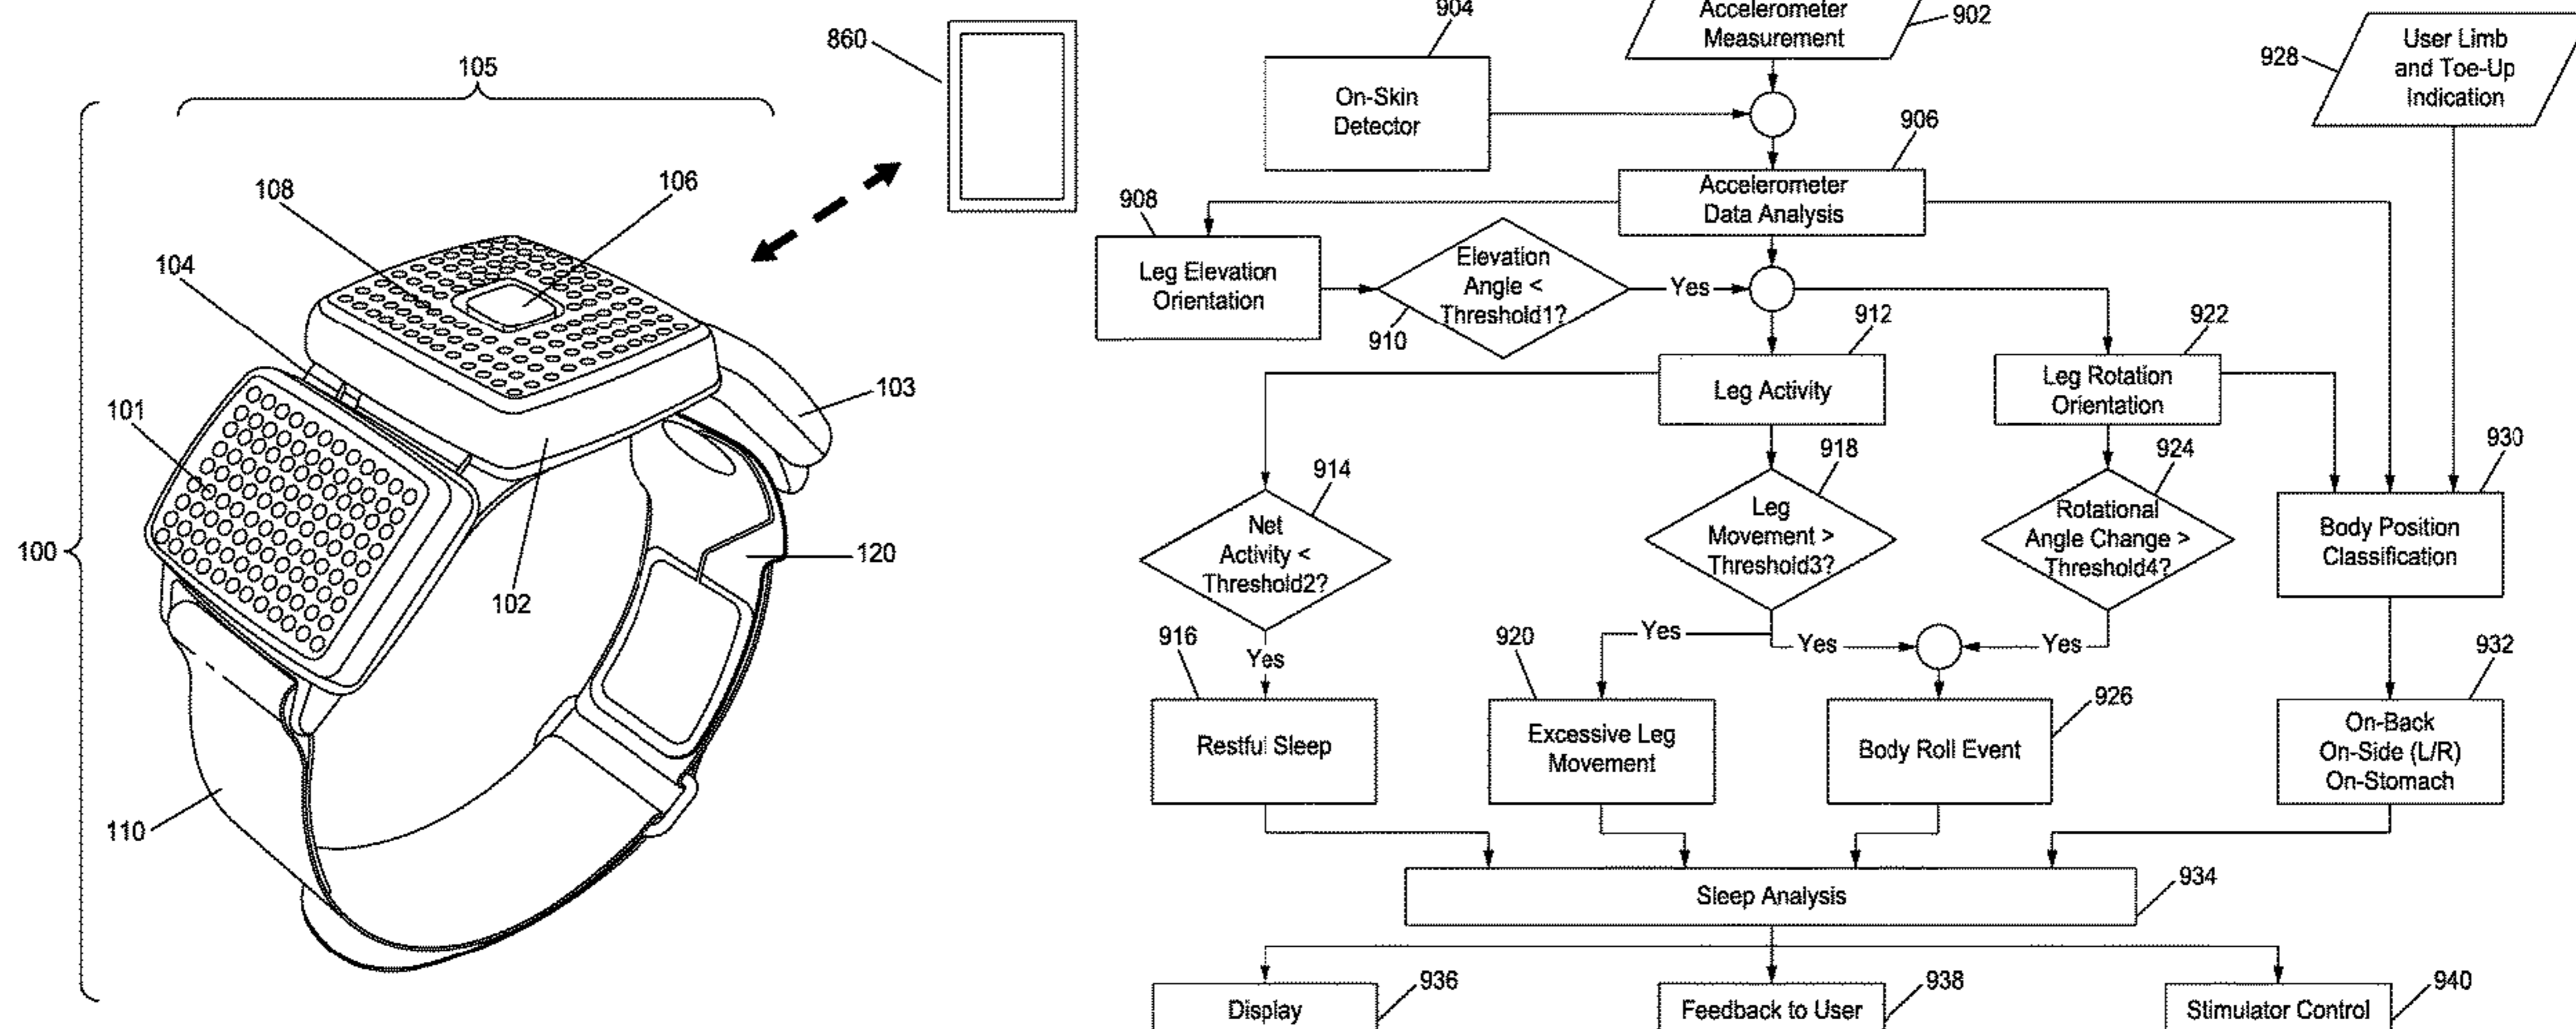 860
105
108
106
104
101
103
100
102
120
110
904
Accelerometer
Measurement
902
928
User Limb
and Toe-Up
Indication
On-Skin
Detector
906
Accelerometer
Data Analysis
908
Leg Elevation
Orientation
Elevation
Angle <
Threshold1?
910
Yes
912
922
Leg Activity
Leg Rotation
Orientation
914
918
924
930
Net
Activity <
Threshold2?
Leg
Movement >
Threshold3?
Rotational
Angle Change >
Threshold4?
Body Position
Classification
916
Yes
920
Yes
Yes
Yes
932
Restful Sleep
Excessive Leg
Movement
Body Roll Event
926
On-Back
On-Side (L/R)
On-Stomach
Sleep Analysis
934
Display
936
Feedback to User
938
Stimulator Control
940